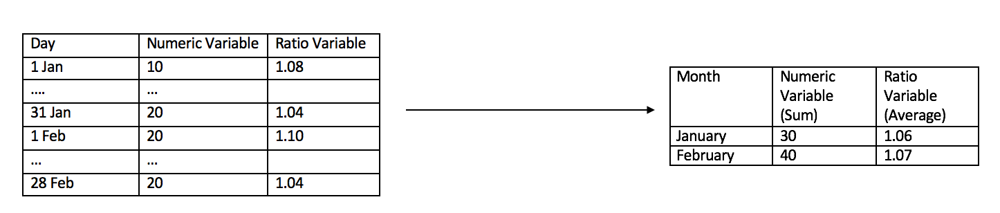 Day Numeric Variable Ratio Variable
1 Jan 10 1.08
.... ...
31 Jan 20 1.04
1 Feb 20 1.10
... ...
28 Feb 20 1.04
Month Numeric Variable (Sum) Ratio Variable (Average)
January 30 1.06
February 40 1.07